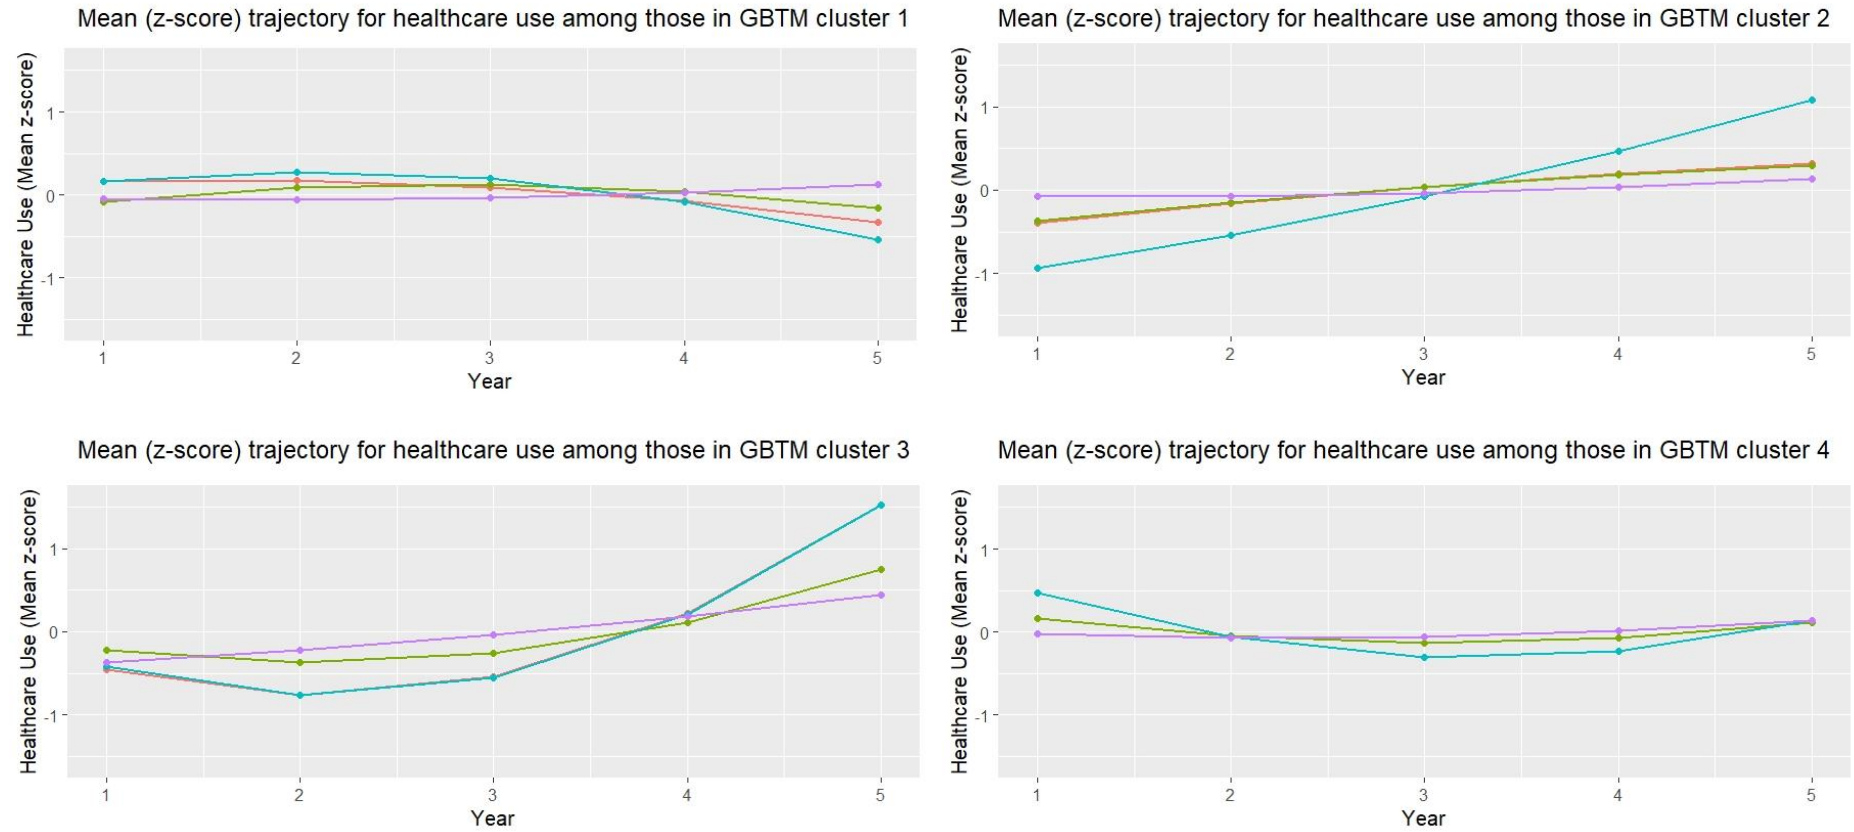 Mean (z-score) trajectory for healthcare use among those in GBTM cluster 1
Healthcare Use (Mean z-score)
1
0
-1
1 2 3 4 5
Year
Mean (z-score) trajectory for healthcare use among those in GBTM cluster 2
Healthcare Use (Mean z-score)
1
0
-1
1 2 3 4 5
Year
Mean (z-score) trajectory for healthcare use among those in GBTM cluster 3
Healthcare Use (Mean z-score)
1
0
-1
1 2 3 4 5
Year
Mean (z-score) trajectory for healthcare use among those in GBTM cluster 4
Healthcare Use (Mean z-score)
1
0
-1
1 2 3 4 5
Year